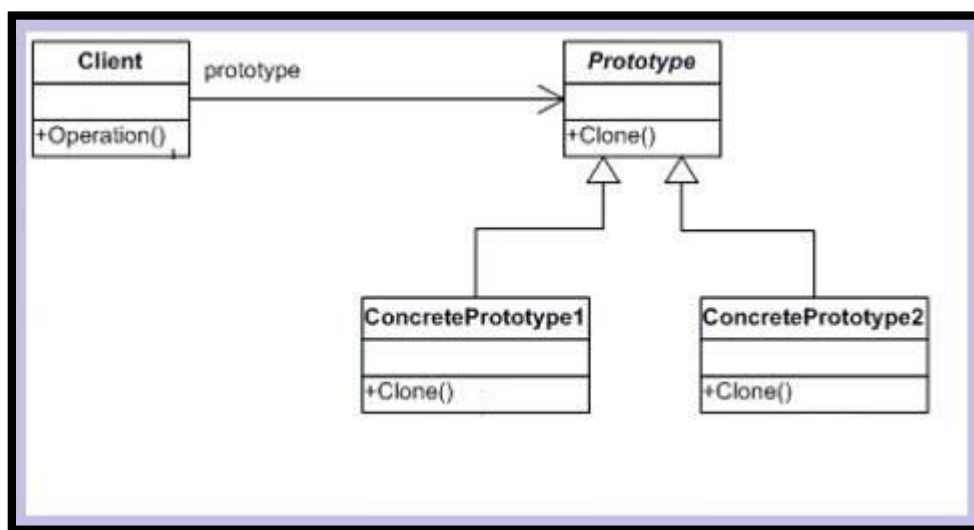 Client
prototype
Prototype
+Operation()
+Clone()
ConcretePrototype1
ConcretePrototype2
+Clone()
+Clone()